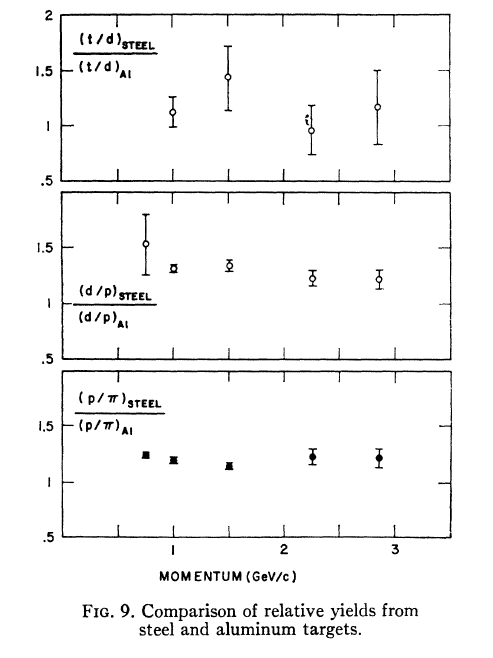 2
(t/d)STEEL
(t/d)Al
1.5
1
.5
1.5
(d/p)STEEL
1
(d/p)Al
.5
(p/π)STEEL
1.5
(p/π)Al
1
.5
1 2 3
MOMENTUM (GeV/c)
FIG. 9. Comparison of relative yields from
steel and aluminum targets.